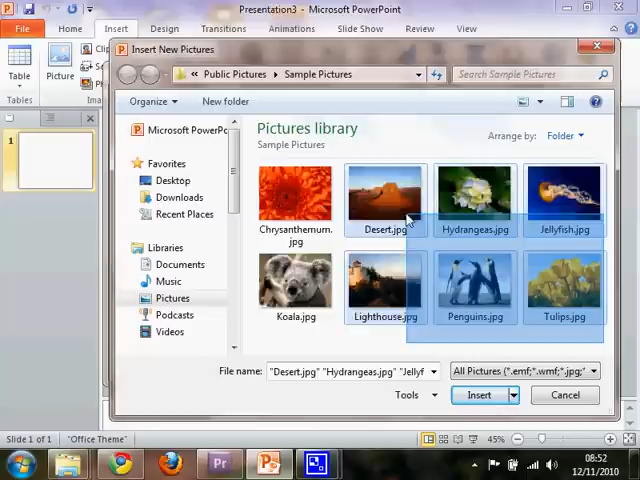 Presentation3 - Microsoft PowerPoint
File Home Insert Design Transitions Animations Slide Show Review View
Table
Tables
Picture
Insert New Pictures
Public Pictures Sample Pictures
Search Sample Pictures
Organize New folder
Microsoft PowerPo
Favorites
Desktop
Downloads
Recent Places
Libraries
Documents
Music
Pictures
Podcasts
Videos
Pictures library
Sample Pictures
Arrange by: Folder
Chrysanthemum.jpg
Desert.jpg
Hydrangeas.jpg
Jellyfish.jpg
Koala.jpg
Lighthouse.jpg
Penguins.jpg
Tulips.jpg
File name: "Desert.jpg" "Hydrangeas.jpg" "Jellyf
All Pictures (*.emf;*.wmf;*.jpg;*
Tools Insert Cancel
1
Slide 1 of 1 "Office Theme" 45%
08:52
12/11/2010